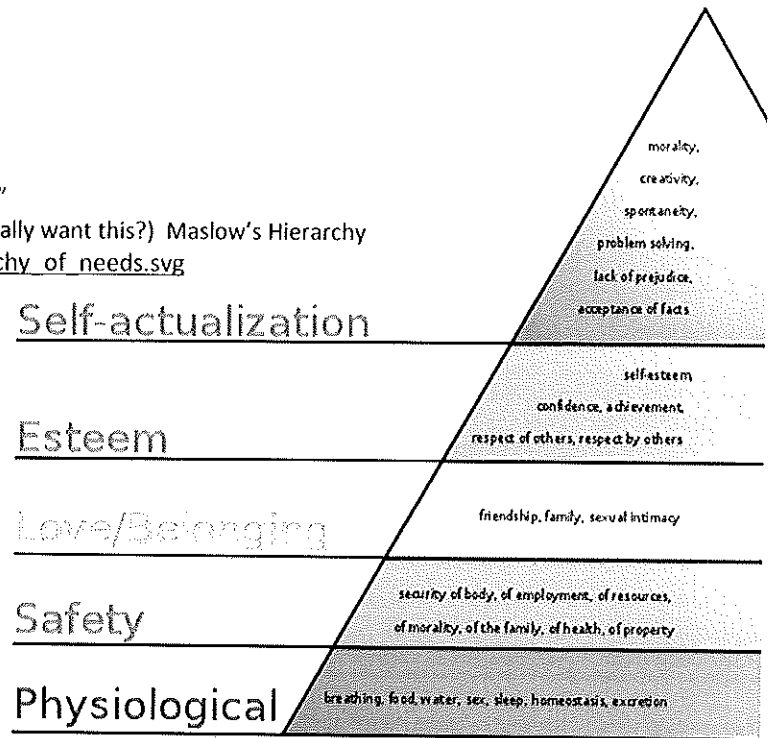 "
ally want this?) Maslow's Hierarchy
chy_of_needs.svg
morality,
creativity,
spontaneity,
problem solving,
lack of prejudice,
acceptance of facts
Self-actualization
self-esteem,
confidence, achievement,
respect of others, respect by others
Esteem
friendship, family, sexual intimacy
Love/Belonging
security of body, of employment, of resources,
of morality, of the family, of health, of property
Safety
breathing, food, water, sex, sleep, homeostasis, excretion
Physiological